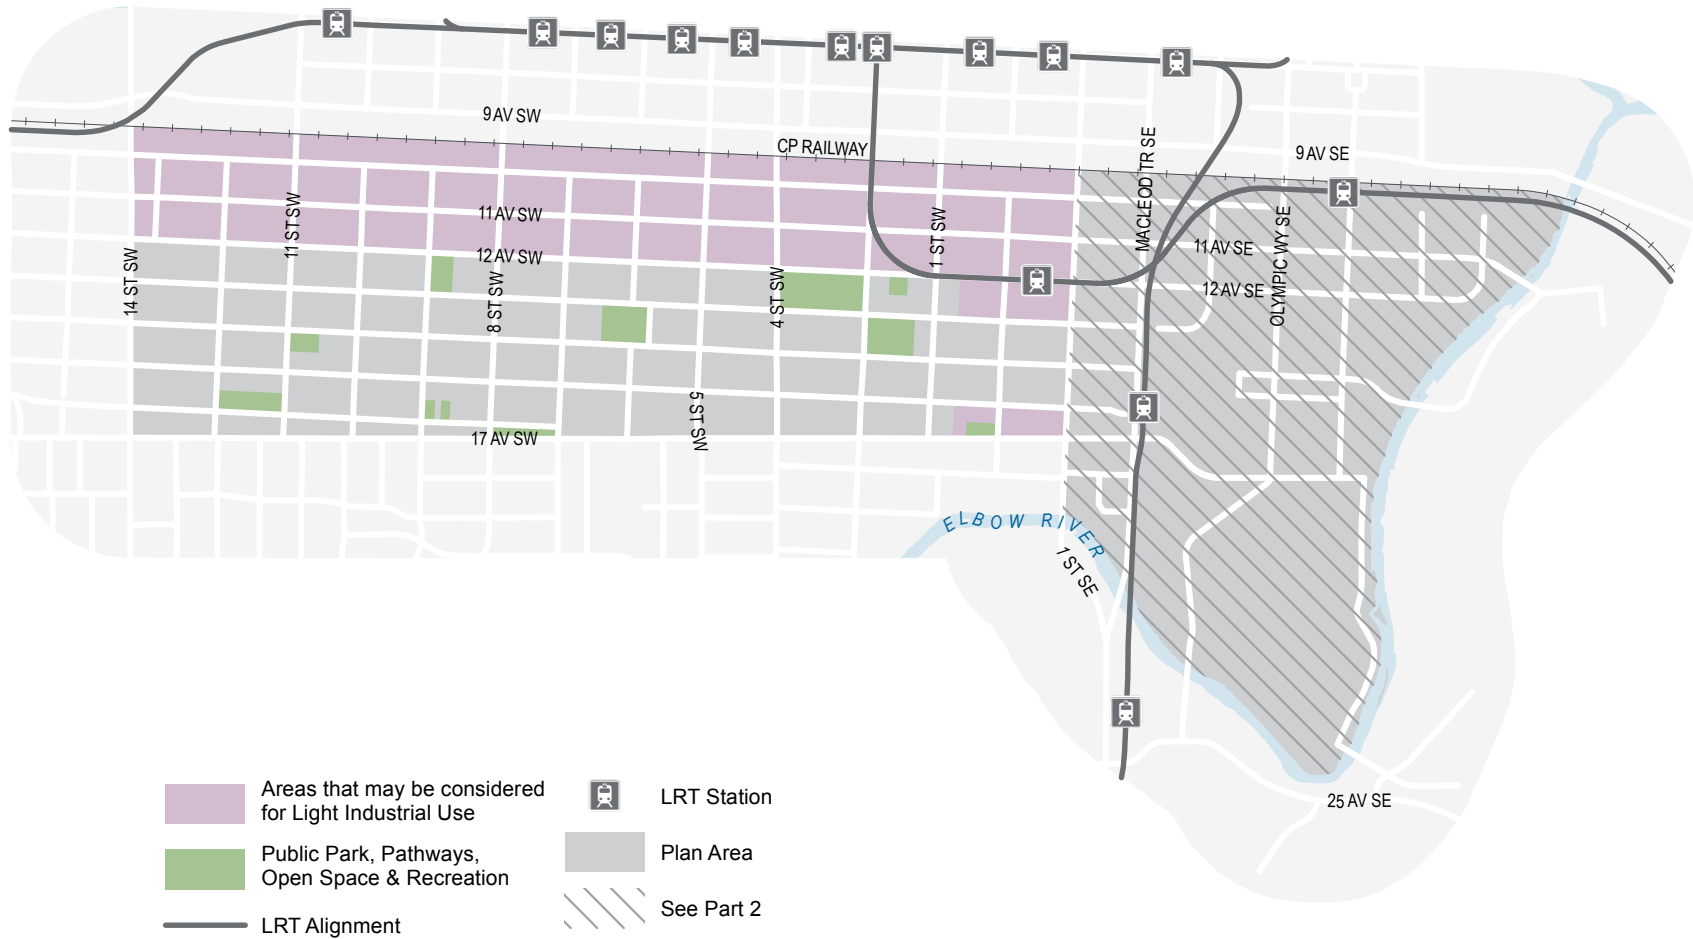 9 AV SW
CP RAILWAY
MACLEOD TR SE
9 AV SE
11 ST SW
11 AV SW
1 ST SW
OLYMPIC WY SE
11 AV SE
12 AV SW
14 ST SW
8 ST SW
4 ST SW
12 AV SE
5 ST SW
17 AV SW
ELBOW RIVER
1 ST SE
25 AV SE
Areas that may be considered
for Light Industrial Use
Public Park, Pathways,
Open Space & Recreation
LRT Alignment
LRT Station
Plan Area
See Part 2